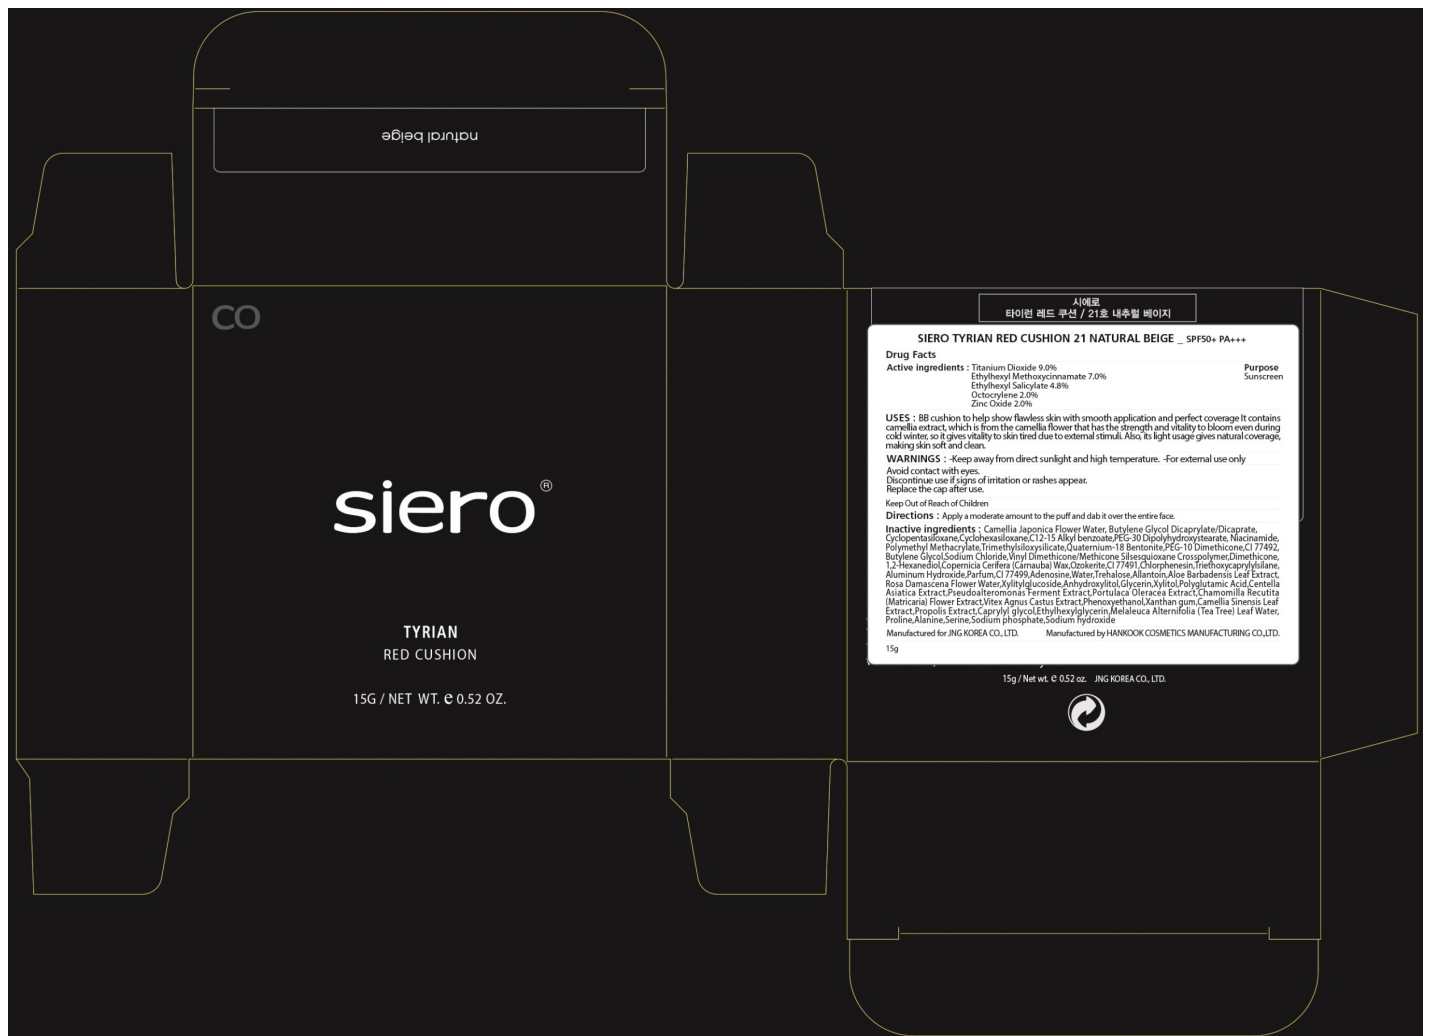 natural beige
CO
siero®
TYRIAN
RED CUSHION
15G / NET WT. ℮ 0.52 OZ.
시에로
타이런 레드 쿠션 / 21호 내추럴 베이지
SIERO TYRIAN RED CUSHION 21 NATURAL BEIGE _ SPF50+ PA+++
Drug Facts
Active ingredients : Titanium Dioxide 9.0% Purpose
Ethylhexyl Methoxycinnamate 7.0% Sunscreen
Ethylhexyl Salicylate 4.8%
Octocrylene 2.0%
Zinc Oxide 2.0%
USES : BB cushion to help show flawless skin with smooth application and perfect coverage It contains
camellia extract, which is from the camellia flower that has the strength and vitality to bloom even during
cold winter, so it gives vitality to skin tired due to external stimuli. Also, its light usage gives natural coverage,
making skin soft and clean.
WARNINGS : -Keep away from direct sunlight and high temperature. -For external use only
Avoid contact with eyes.
Discontinue use if signs of irritation or rashes appear.
Replace the cap after use.
Keep Out of Reach of Children
Directions : Apply a moderate amount to the puff and dab it over the entire face.
Inactive ingredients : Camellia Japonica Flower Water, Butylene Glycol Dicaprylate/Dicaprate,
Cyclopentasiloxane,Cyclohexasiloxane,C12-15 Alkyl benzoate,PEG-30 Dipolyhydroxystearate, Niacinamide,
Polymethyl Methacrylate,Trimethylsiloxysilicate,Quaternium-18 Bentonite,PEG-10 Dimethicone,CI 77492,
Butylene Glycol,Sodium Chloride,Vinyl Dimethicone/Methicone Silsesquioxane Crosspolymer,Dimethicone,
1,2-Hexanediol,Copernicia Cerifera (Carnauba) Wax,Ozokerite,CI 77491,Chlorphenesin,Triethoxycaprylylsilane,
Aluminum Hydroxide,Parfum,CI 77499,Adenosine,Water,Trehalose,Allantoin,Aloe Barbadensis Leaf Extract,
Rosa Damascena Flower Water,Xylitylglucoside,Anhydroxylitol,Glycerin,Xylitol,Polyglutamic Acid,Centella
Asiatica Extract,Pseudoalteromonas Ferment Extract,Portulaca Oleracea Extract,Chamomilla Recutita
(Matricaria) Flower Extract,Vitex Agnus Castus Extract,Phenoxyethanol,Xanthan gum,Camellia Sinensis Leaf
Extract,Propolis Extract,Caprylyl glycol,Ethylhexylglycerin,Melaleuca Alternifolia (Tea Tree) Leaf Water,
Proline,Alanine,Serine,Sodium phosphate,Sodium hydroxide
Manufactured for JNG KOREA CO., LTD. Manufactured by HANKOOK COSMETICS MANUFACTURING CO.,LTD.
15g
15g / Net wt. ℮ 0.52 oz. JNG KOREA CO., LTD.